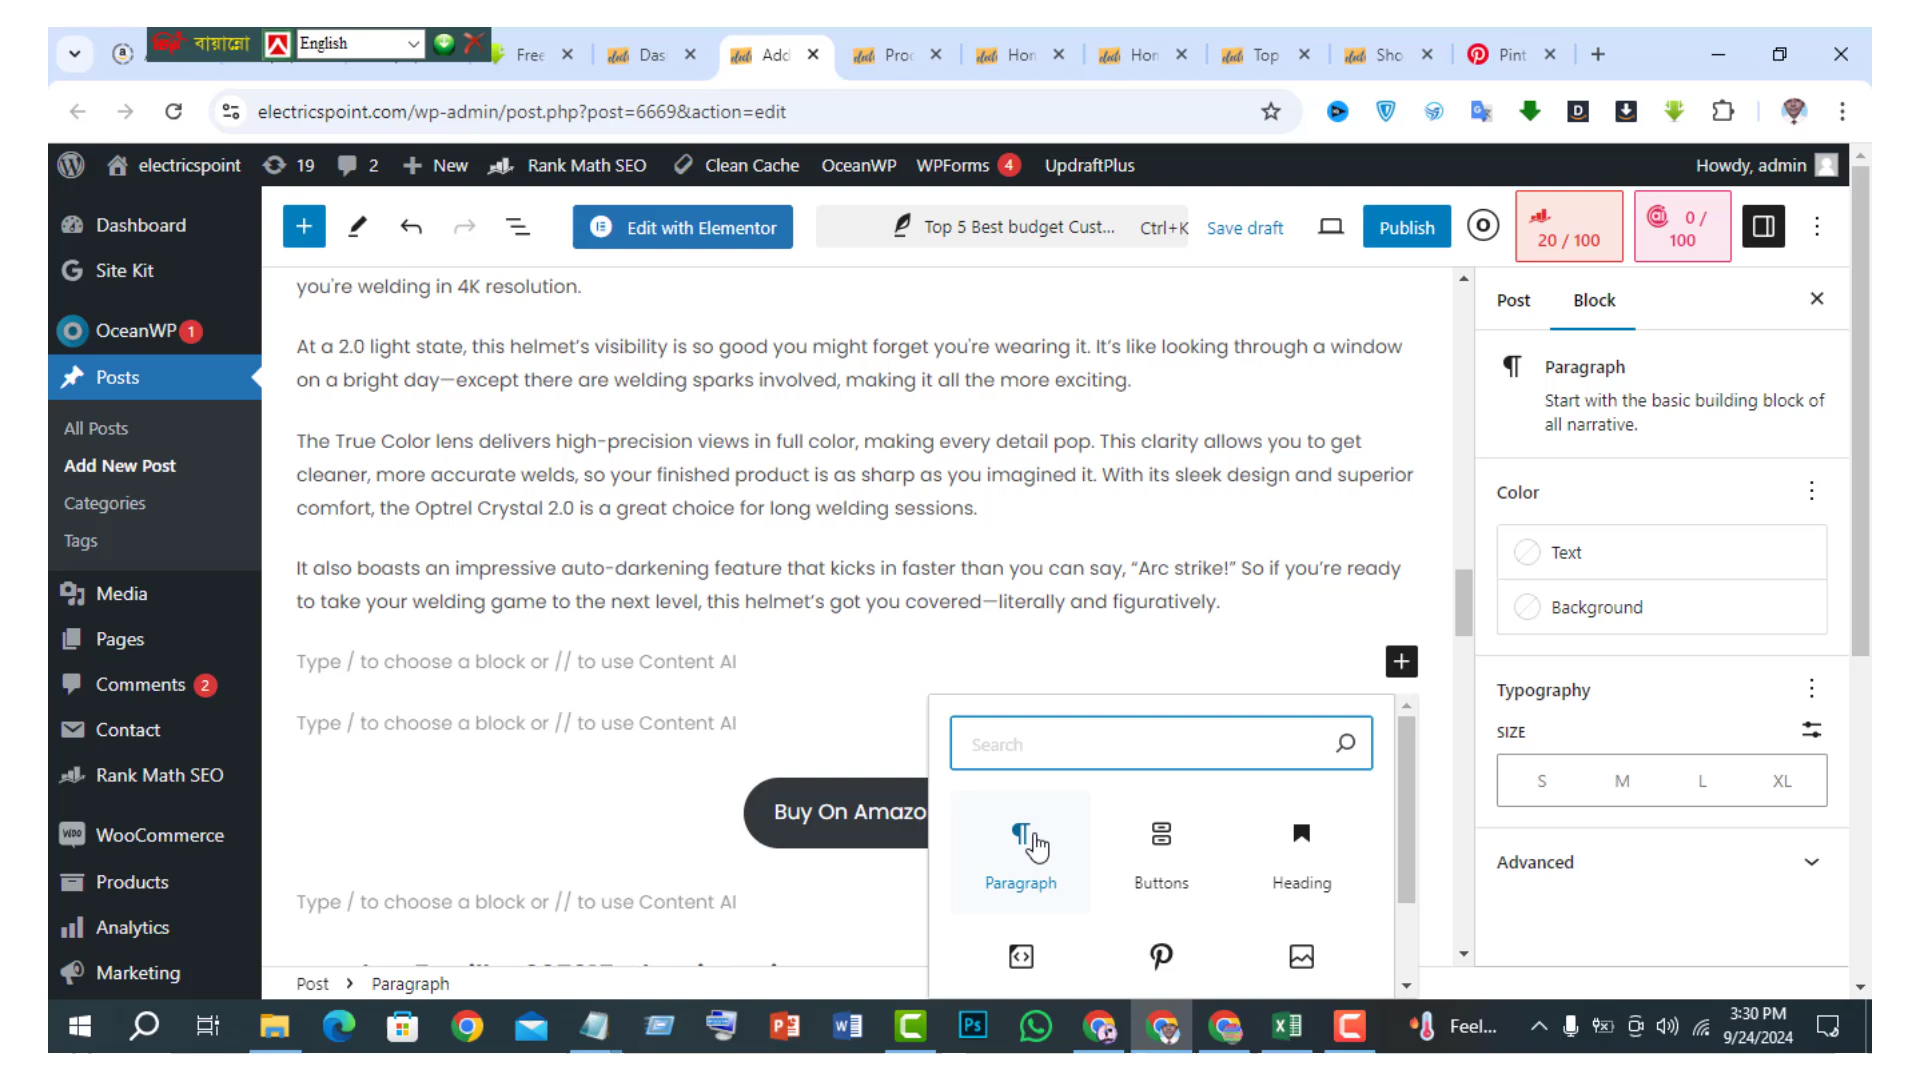 বায়ান্নো
English
Free
Das
Add
Proc
Hon
Hon
Top
Sho
Pint
electricspoint.com/wp-admin/post.php?post=6669&action=edit
electricspoint
19
2
New
Rank Math SEO
Clean Cache
OceanWP
WPForms 4
UpdraftPlus
Howdy, admin
Dashboard
Site Kit
OceanWP 1
Posts
All Posts
Add New Post
Categories
Tags
Media
Pages
Comments 2
Contact
Rank Math SEO
WooCommerce
Products
Analytics
Marketing
Edit with Elementor
Top 5 Best budget Cust... Ctrl+K
Save draft
Publish
20 / 100
0 / 100
you're welding in 4K resolution.
At a 2.0 light state, this helmet's visibility is so good you might forget you're wearing it. It's like looking through a window
on a bright day—except there are welding sparks involved, making it all the more exciting.
The True Color lens delivers high-precision views in full color, making every detail pop. This clarity allows you to get
cleaner, more accurate welds, so your finished product is as sharp as you imagined it. With its sleek design and superior
comfort, the Optrel Crystal 2.0 is a great choice for long welding sessions.
It also boasts an impressive auto-darkening feature that kicks in faster than you can say, “Arc strike!” So if you're ready
to take your welding game to the next level, this helmet's got you covered—literally and figuratively.
Type / to choose a block or // to use Content AI
Type / to choose a block or // to use Content AI
Buy On Amazo
Type / to choose a block or // to use Content AI
Search
Paragraph
Buttons
Heading
Post > Paragraph
Post
Block
Paragraph
Start with the basic building block of
all narrative.
Color
Text
Background
Typography
SIZE
S M L XL
Advanced
Feel...
3:30 PM
9/24/2024